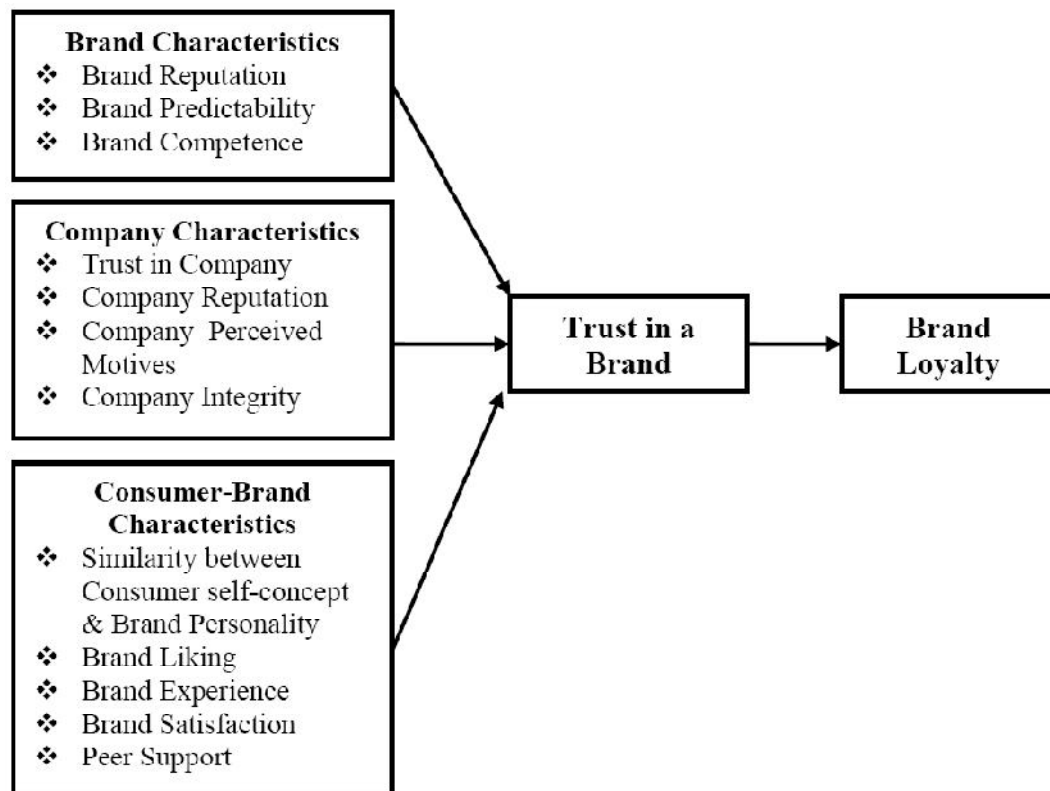 Brand Characteristics
❖ Brand Reputation
❖ Brand Predictability
❖ Brand Competence
Company Characteristics
❖ Trust in Company
❖ Company Reputation
❖ Company Perceived
Motives
❖ Company Integrity
Consumer-Brand
Characteristics
❖ Similarity between
Consumer self-concept
& Brand Personality
❖ Brand Liking
❖ Brand Experience
❖ Brand Satisfaction
❖ Peer Support
Trust in a
Brand
Brand
Loyalty